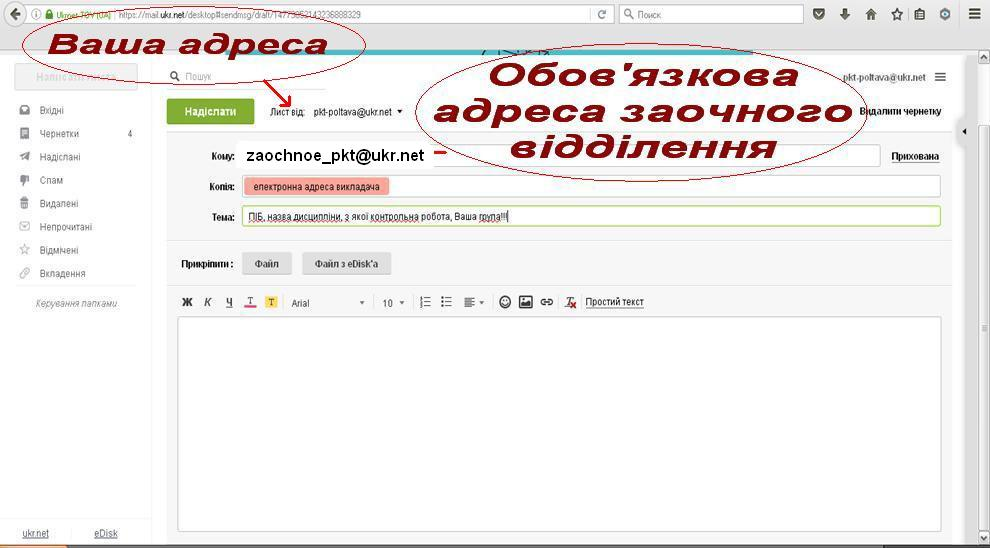 Ukrnet TOV (UA)
https://mail.ukr.net/desktop#sendmsg/draft/
Поиск
Ваша адреса
Написати листа
Пошук
pkt-poltava@ukr.net
Обов'язкова
адреса заочного
відділення
Надіслати
Лист від: pkt-poltava@ukr.net
Видалити чернетку
Вхідні
Чернетки 4
Надіслані
Спам
Видалені
Непрочитані
Відмічені
Вкладення
Керування папками
Кому: zaochnoe_pkt@ukr.net
Прихована
Копія: електронна адреса викладача
Тема: ПІБ, назва дисципліни, з якої контрольна робота, Ваша група!!!
Прикріпити: Файл Файл з eDisk'а
Ж К Ч Т Т Arial 10 Простий текст
ukr.net eDisk